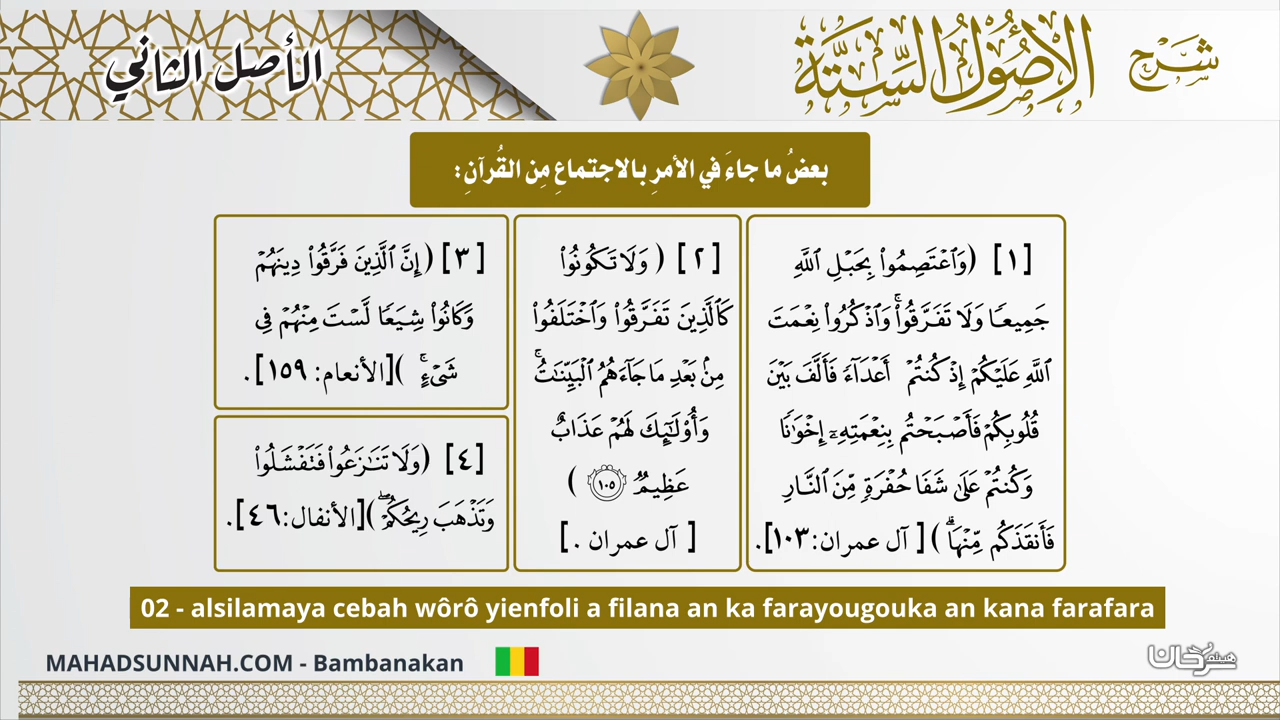 شرح
الأصول الستة
الأصل الثاني
بعضُ ما جاءَ في الأمرِ بالاجتماعِ مِن القُرآنِ:
[١] (وَٱعۡتَصِمُواْ بِحَبۡلِ ٱللَّهِ
جَمِيعٗا وَلَا تَفَرَّقُواْۚ وَٱذۡكُرُواْ نِعۡمَتَ
ٱللَّهِ عَلَيۡكُمۡ إِذۡ كُنتُمۡ أَعۡدَآءٗ فَأَلَّفَ بَيۡنَ
قُلُوبِكُمۡ فَأَصۡبَحۡتُم بِنِعۡمَتِهِۦٓ إِخۡوَٰنٗا
وَكُنتُمۡ عَلَىٰ شَفَا حُفۡرَةٖ مِّنَ ٱلنَّارِ
فَأَنقَذَكُم مِّنۡهَاۗ )[ آل عمران:١٠٣].
[٢] ( وَلَا تَكُونُواْ
كَٱلَّذِينَ تَفَرَّقُواْ وَٱخۡتَلَفُواْ
مِنۢ بَعۡدِ مَا جَآءَهُمُ ٱلۡبَيِّنَٰتُۚ
وَأُوْلَٰٓئِكَ لَهُمۡ عَذَابٌ
عَظِيمٞ ١٠٥ )
[ آل عمران .]
[٣] (إِنَّ ٱلَّذِينَ فَرَّقُواْ دِينَهُمۡ
وَكَانُواْ شِيَعٗا لَّسۡتَ مِنۡهُمۡ فِي
شَيۡءٍۚ )[الأنعام: ١٥٩].
[٤] (وَلَا تَنَٰزَعُواْ فَتَفۡشَلُواْ
وَتَذۡهَبَ رِيحُكُمۡۖ)[الأنفال:٤٦].
02 - alsilamaya cebah wôrô yienfoli a filana an ka farayougouka an kana farafara
MAHADSUNNAH.COM - Bambanakan
هيثم سرحان